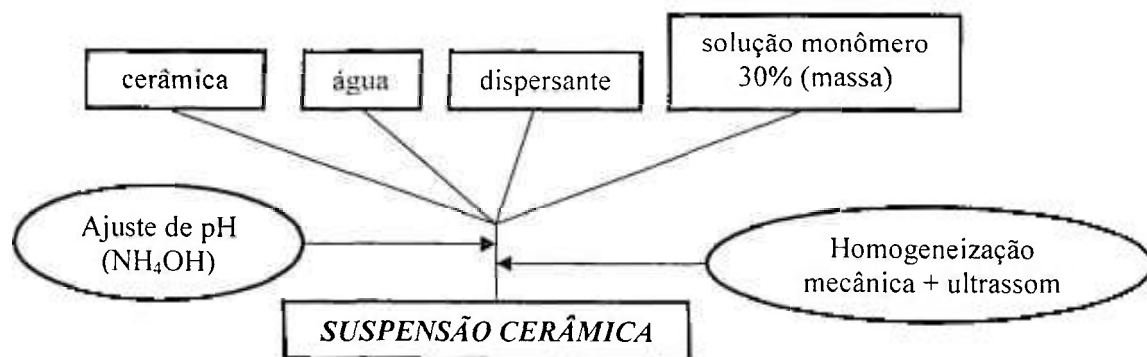 cerâmica
água
dispersante
solução monômero
30% (massa)
Ajuste de pH
(NH₄OH)
Homogeneização
mecânica + ultrassom
SUSPENSÃO CERÂMICA